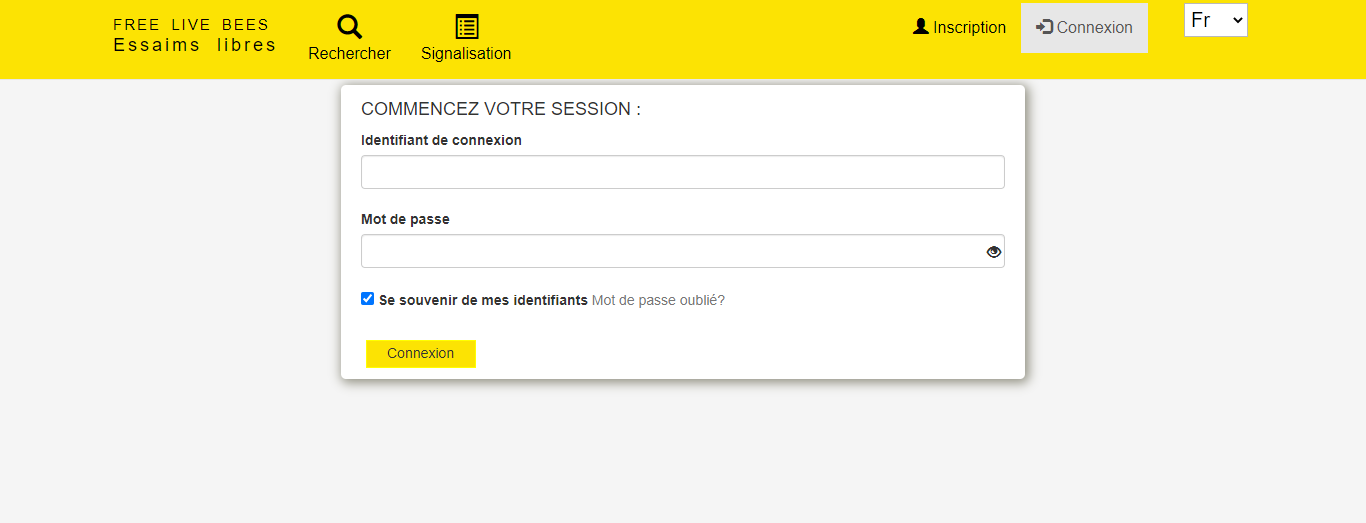 FREE LIVE BEES
Essaims libres
Rechercher
Signalisation
Inscription
Connexion
Fr
COMMENCEZ VOTRE SESSION :
Identifiant de connexion
Mot de passe
Se souvenir de mes identifiants Mot de passe oublié?
Connexion